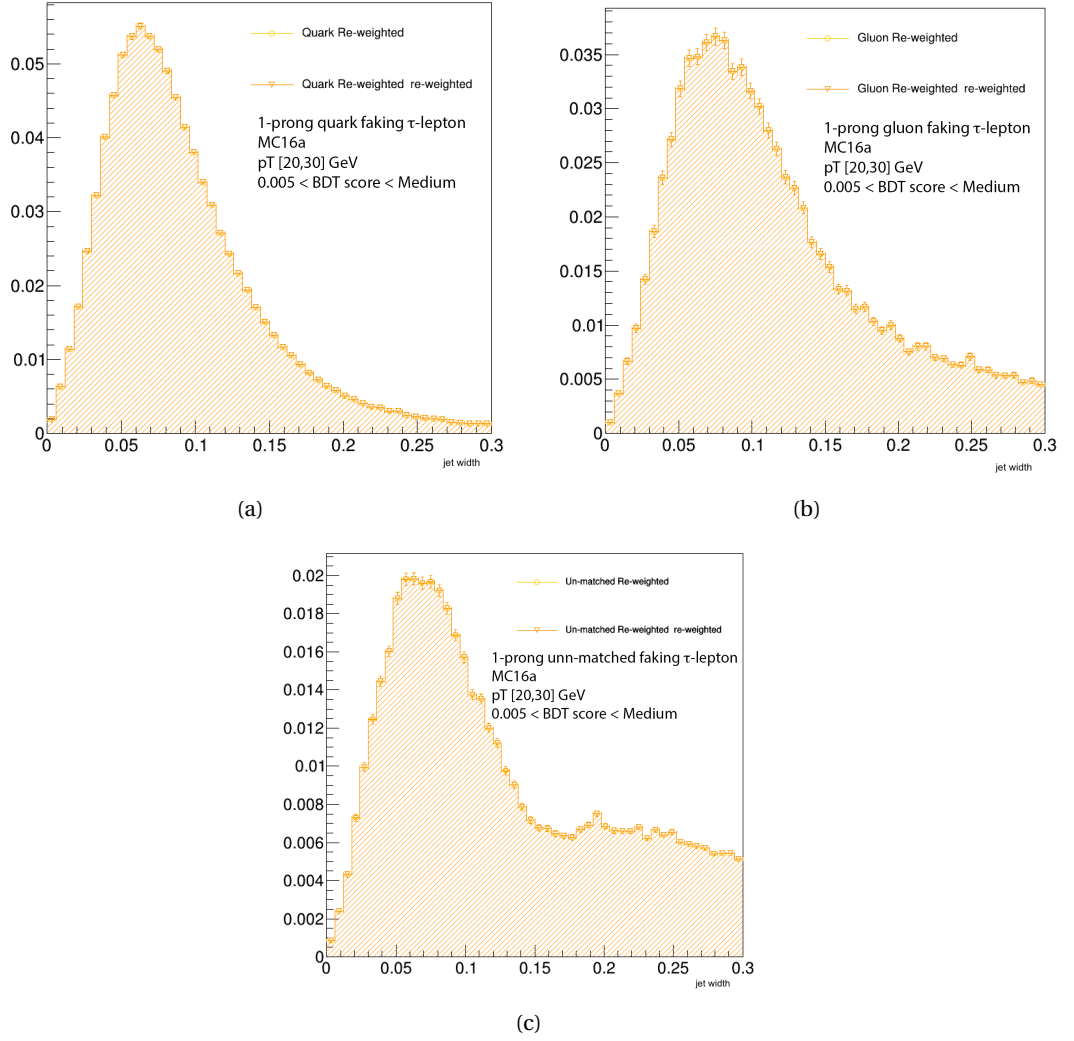 Quark Re-weighted
Quark Re-weighted re-weighted
1-prong quark faking τ-lepton
MC16a
pT [20,30] GeV
0.005 < BDT score < Medium
0.05
0.04
0.03
0.02
0.01
0
0 0.05 0.1 0.15 0.2 0.25 0.3
jet width
(a)
Gluon Re-weighted
Gluon Re-weighted re-weighted
1-prong gluon faking τ-lepton
MC16a
pT [20,30] GeV
0.005 < BDT score < Medium
0.035
0.03
0.025
0.02
0.015
0.01
0.005
0
0 0.05 0.1 0.15 0.2 0.25 0.3
jet width
(b)
Un-matched Re-weighted
Un-matched Re-weighted re-weighted
1-prong unn-matched faking τ-lepton
MC16a
pT [20,30] GeV
0.005 < BDT score < Medium
0.02
0.018
0.016
0.014
0.012
0.01
0.008
0.006
0.004
0.002
0
0 0.05 0.1 0.15 0.2 0.25 0.3
jet width
(c)